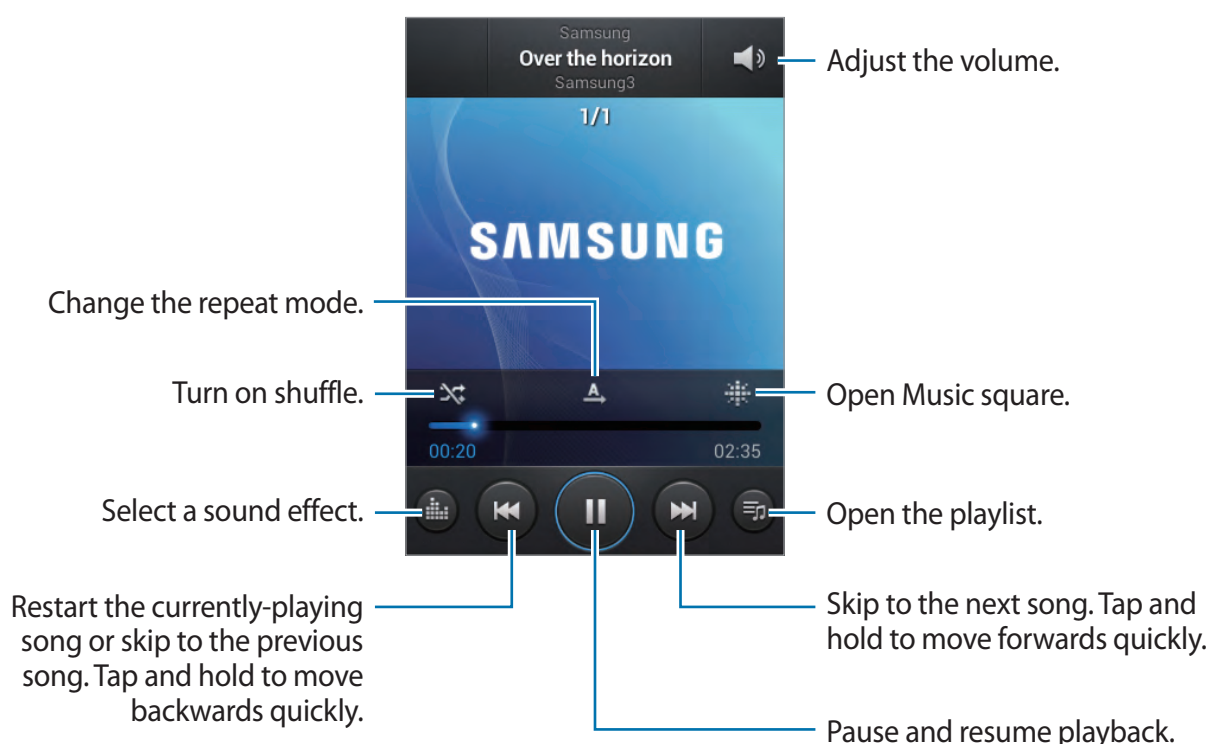 Samsung
Over the horizon
Samsung3
Adjust the volume.
1/1
SAMSUNG
Change the repeat mode.
A
Turn on shuffle.
Open Music square.
00:20
02:35
Select a sound effect.
Open the playlist.
Restart the currently-playing
song or skip to the previous
song. Tap and hold to move
backwards quickly.
Skip to the next song. Tap and
hold to move forwards quickly.
Pause and resume playback.